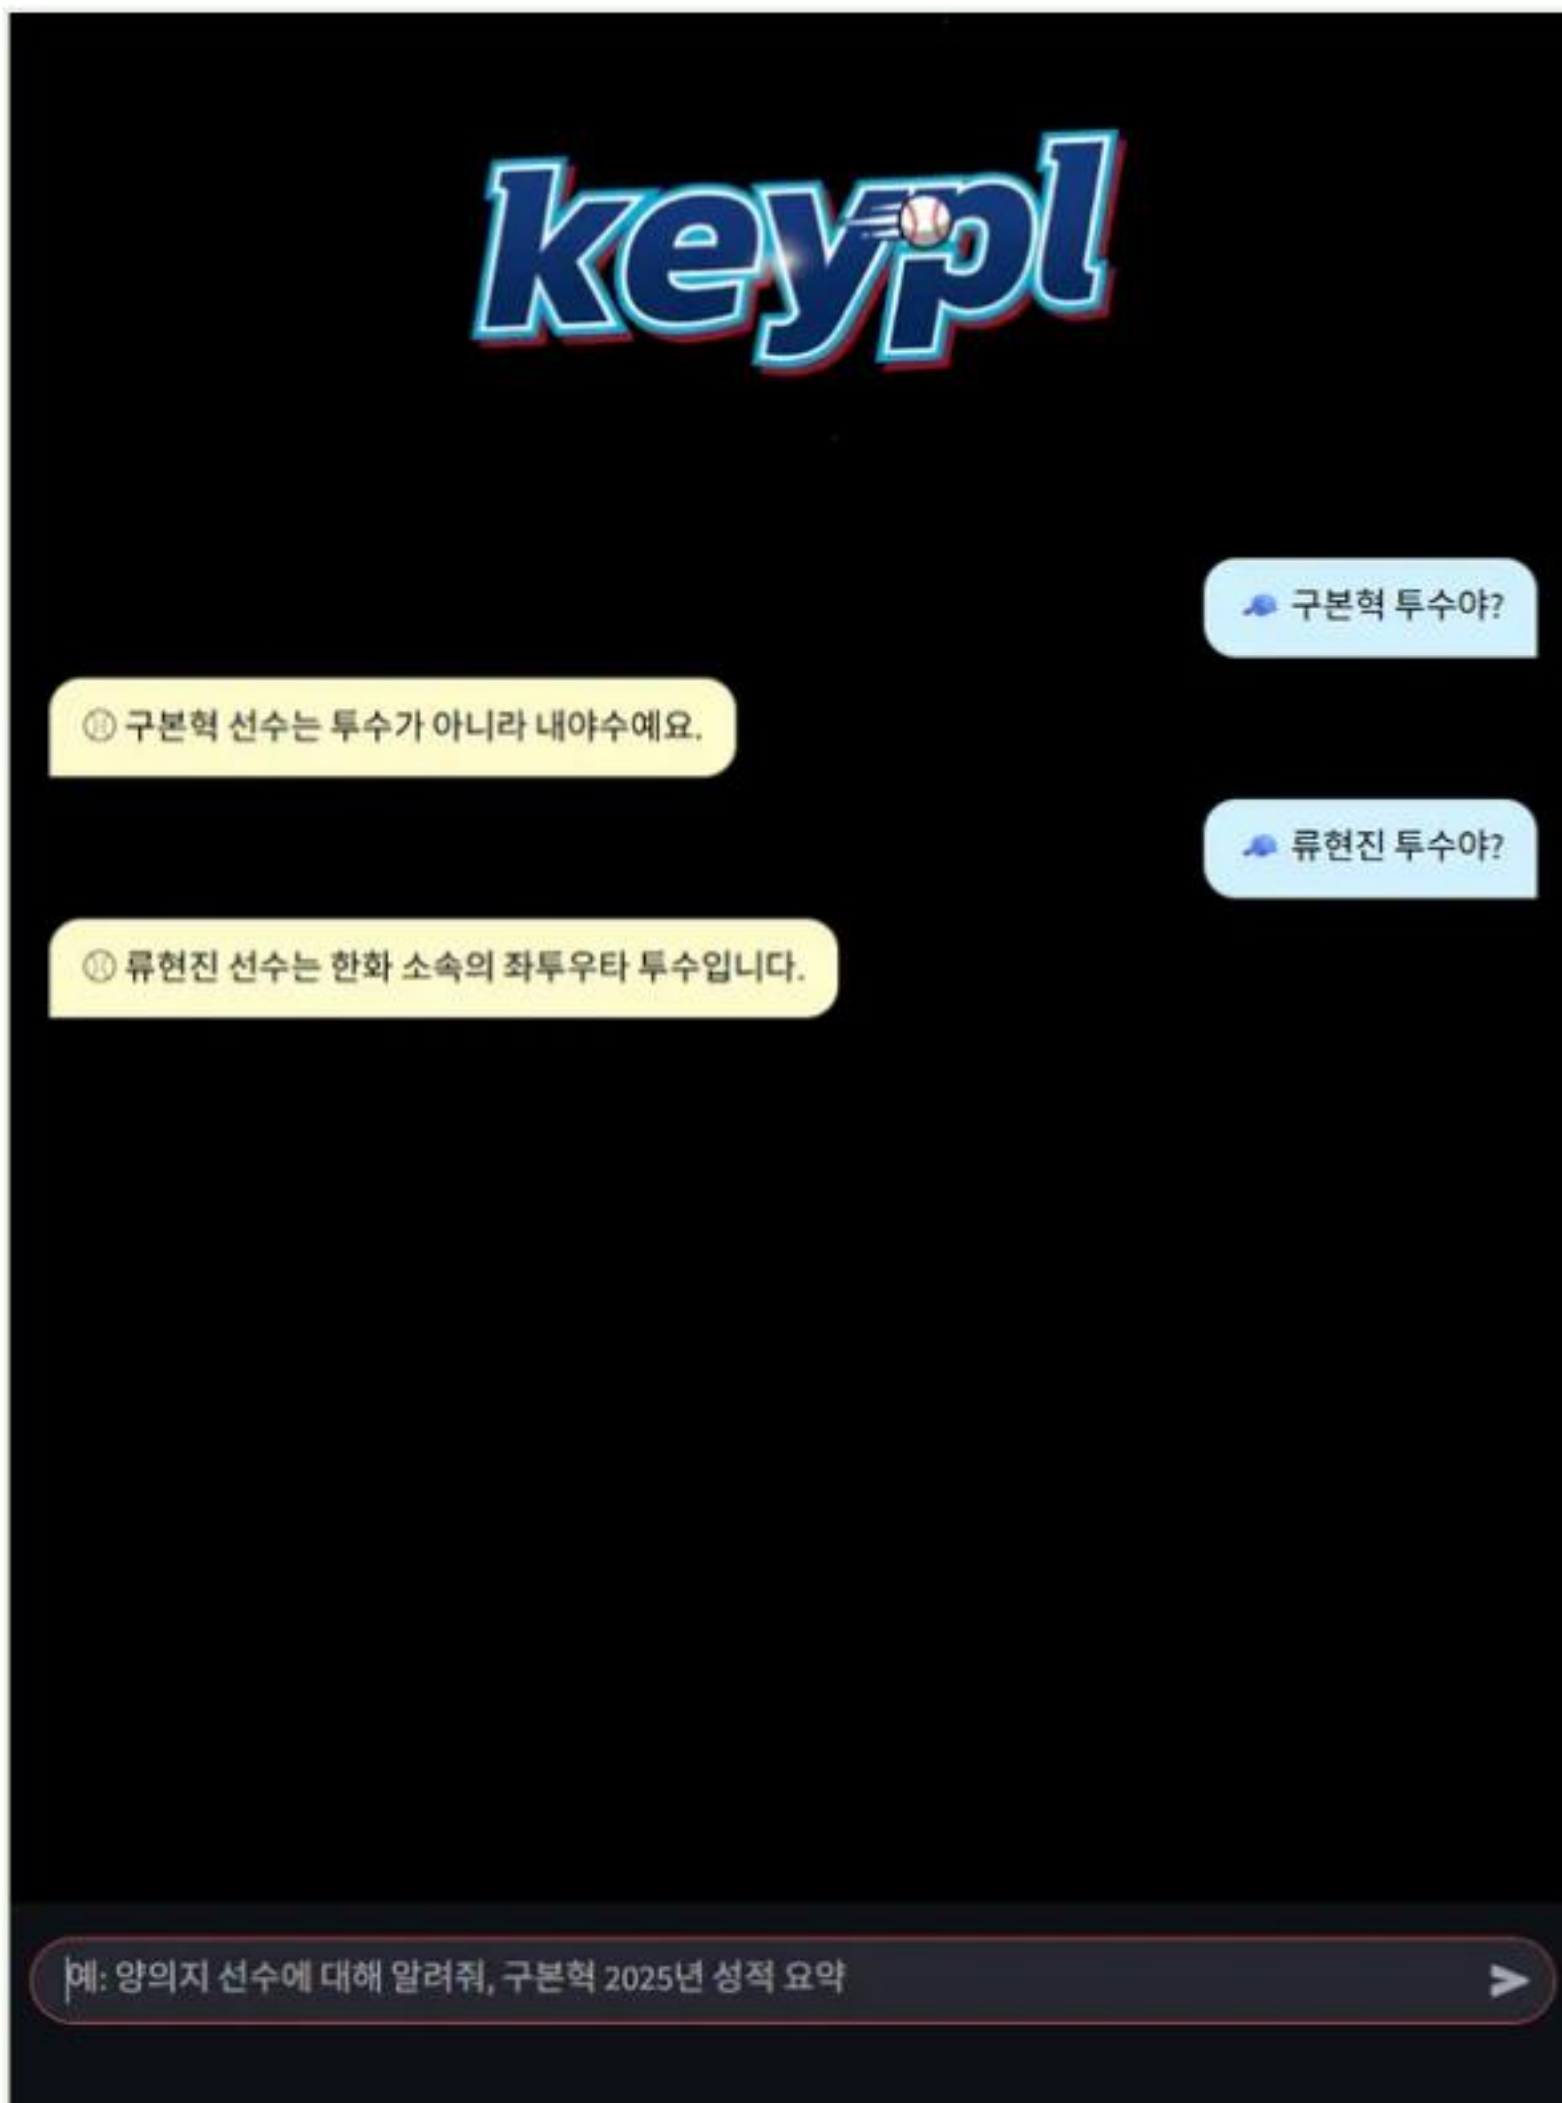 keypl
구본혁 투수야?
구본혁 선수는 투수가 아니라 내야수예요.
류현진 투수야?
류현진 선수는 한화 소속의 좌투우타 투수입니다.
예: 양의지 선수에 대해 알려줘, 구본혁 2025년 성적 요약